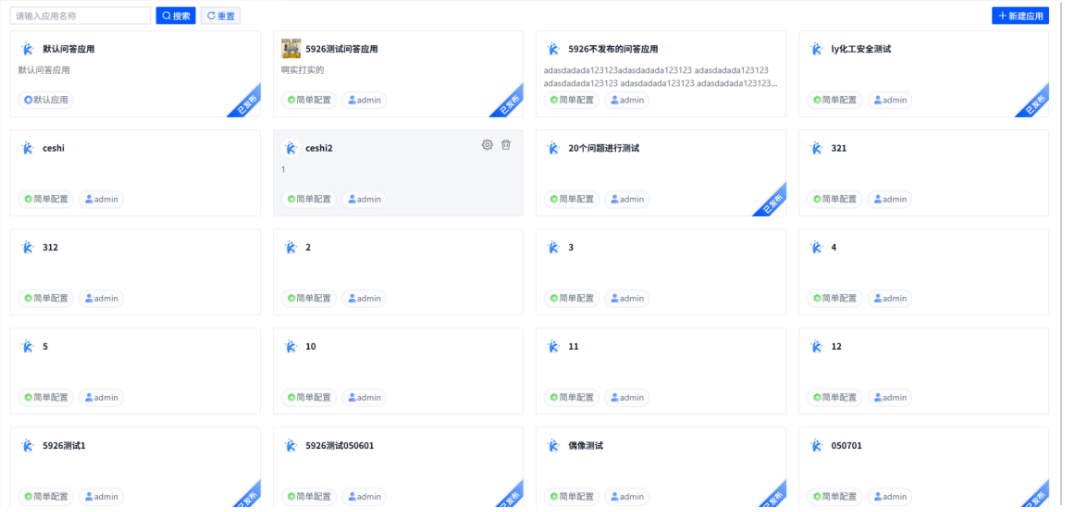 请输入应用名称
搜索
重置
新建应用
默认问答应用
默认问答应用
默认应用
已发布
5926测试问答应用
啊实打实的
简单配置
admin
已发布
5926不发布的问答应用
adasdadada123123adasdadada123123 adasdadada123123
adasdadada123123 adasdadada123123 adasdadada123123...
简单配置
admin
ly化工安全测试
简单配置
admin
已发布
ceshi
简单配置
admin
ceshi2
1
简单配置
admin
20个问题进行测试
简单配置
admin
已发布
321
简单配置
admin
312
简单配置
admin
2
简单配置
admin
3
简单配置
admin
4
简单配置
admin
5
简单配置
admin
10
简单配置
admin
11
简单配置
admin
12
简单配置
admin
5926测试1
简单配置
admin
已发布
5926测试050601
简单配置
admin
已发布
偶像测试
简单配置
admin
已发布
050701
简单配置
admin
已发布